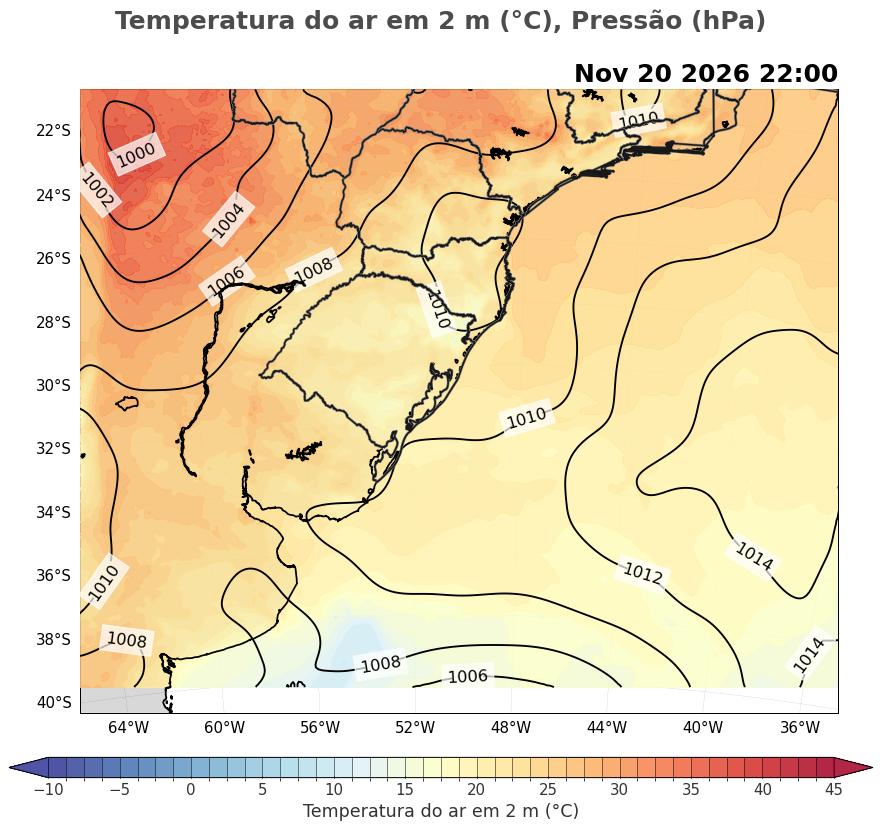 Temperatura do ar em 2 m (°C), Pressão (hPa)
Nov 20 2026 22:00
22°S
24°S
26°S
28°S
30°S
32°S
34°S
36°S
38°S
40°S
1000
1002
1004
1006
1008
1010
1010
1010
1010
1012
1014
1014
1008
1008
1006
64°W
60°W
56°W
52°W
48°W
44°W
40°W
36°W
−10
−5
0
5
10
15
20
25
30
35
40
45
Temperatura do ar em 2 m (°C)